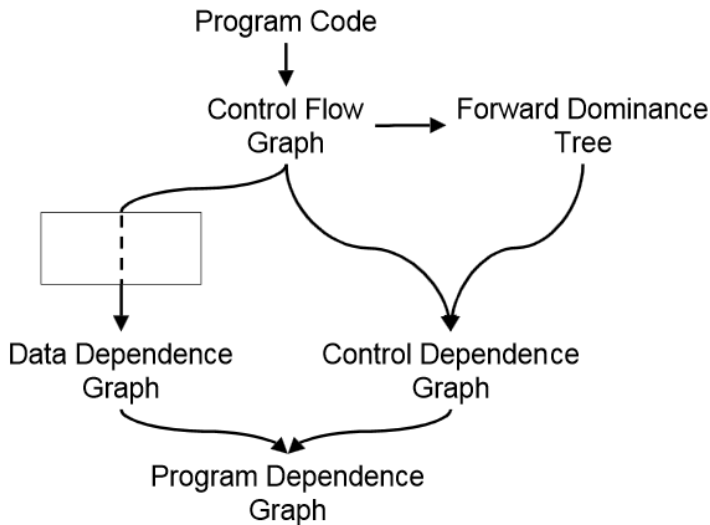 Program Code
Control Flow
Graph
Forward Dominance
Tree
Data Dependence
Graph
Control Dependence
Graph
Program Dependence
Graph